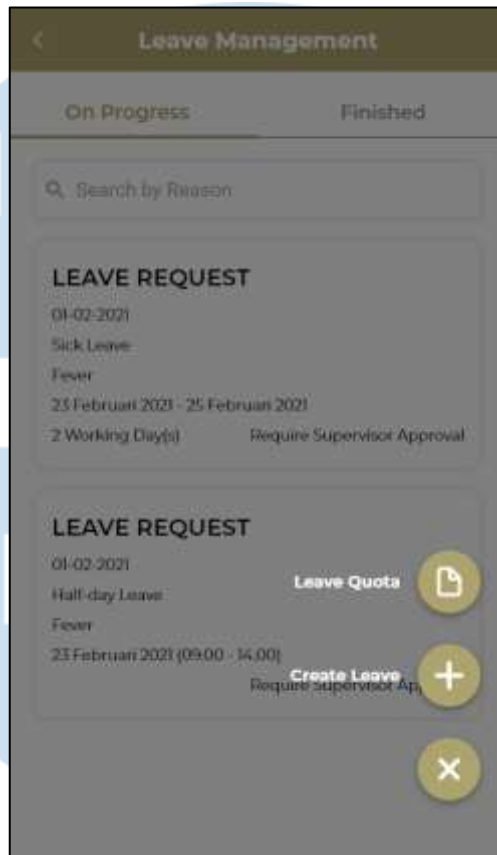 Leave Management
On Progress Finished
Search by Reason
LEAVE REQUEST
01-02-2021
Sick Leave
Fever
23 Februari 2021 - 25 Februari 2021
2 Working Day(s) Require Supervisor Approval
LEAVE REQUEST
01-02-2021
Half-day Leave
Leave Quota
Fever
23 Februari 2021 (09.00 - 14.00)
Create Leave
Require Supervisor